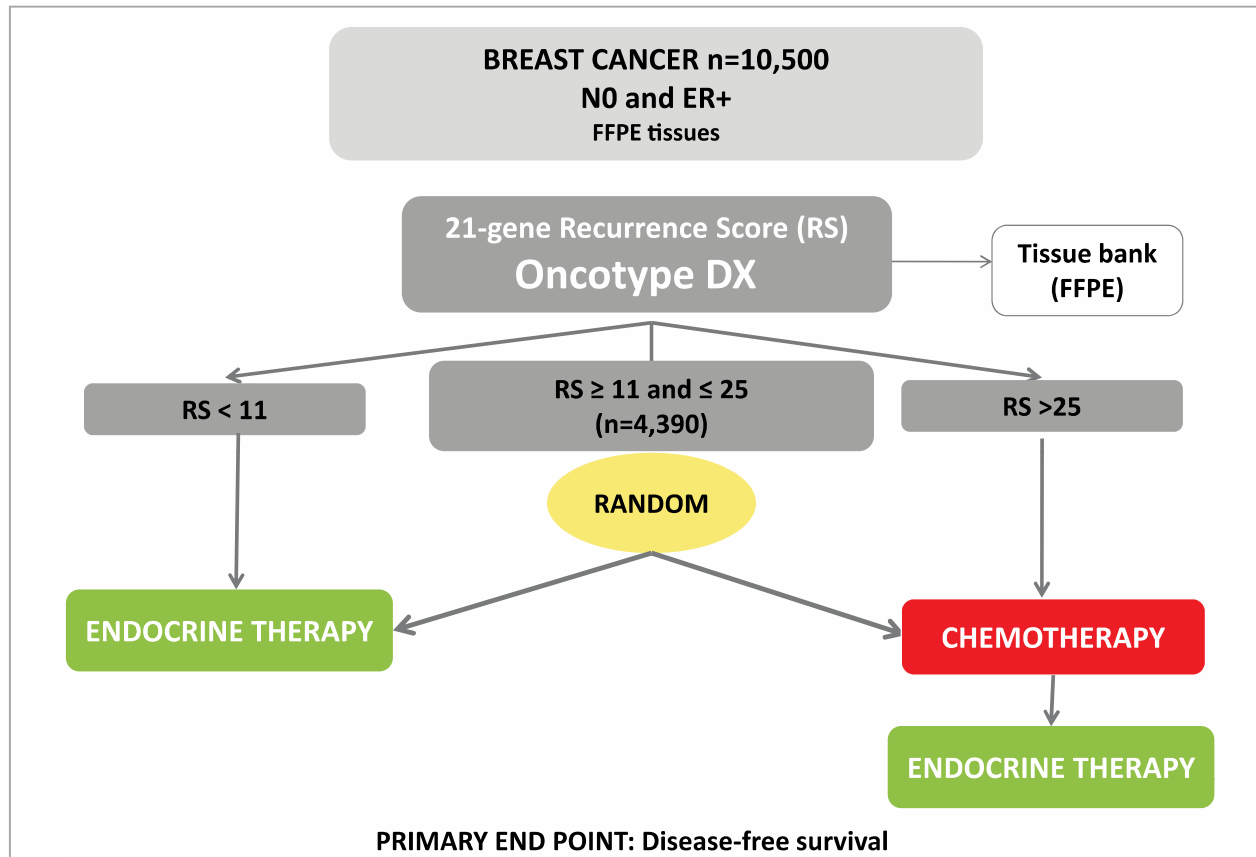 BREAST CANCER n=10,500
N0 and ER+
FFPE tissues
21-gene Recurrence Score (RS)
Oncotype DX
Tissue bank
(FFPE)
RS < 11
RS ≥ 11 and ≤ 25
(n=4,390)
RS >25
RANDOM
ENDOCRINE THERAPY
CHEMOTHERAPY
ENDOCRINE THERAPY
PRIMARY END POINT: Disease-free survival